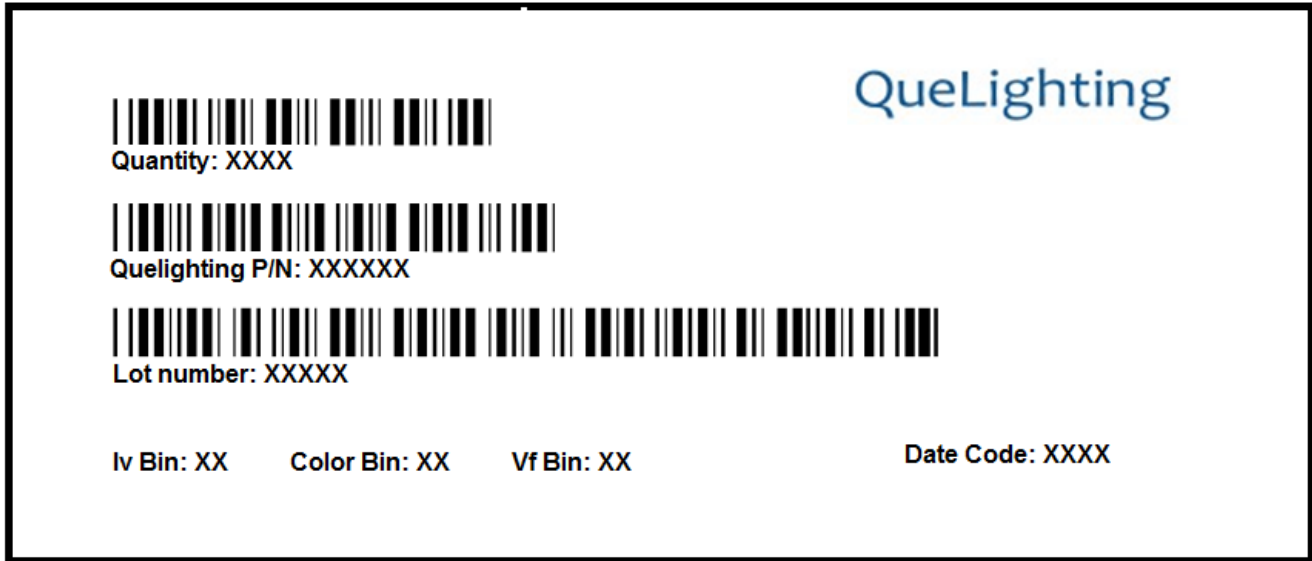 QueLighting
Quantity: XXXX
Quelighting P/N: XXXXXX
Lot number: XXXXX
Iv Bin: XX Color Bin: XX Vf Bin: XX Date Code: XXXX